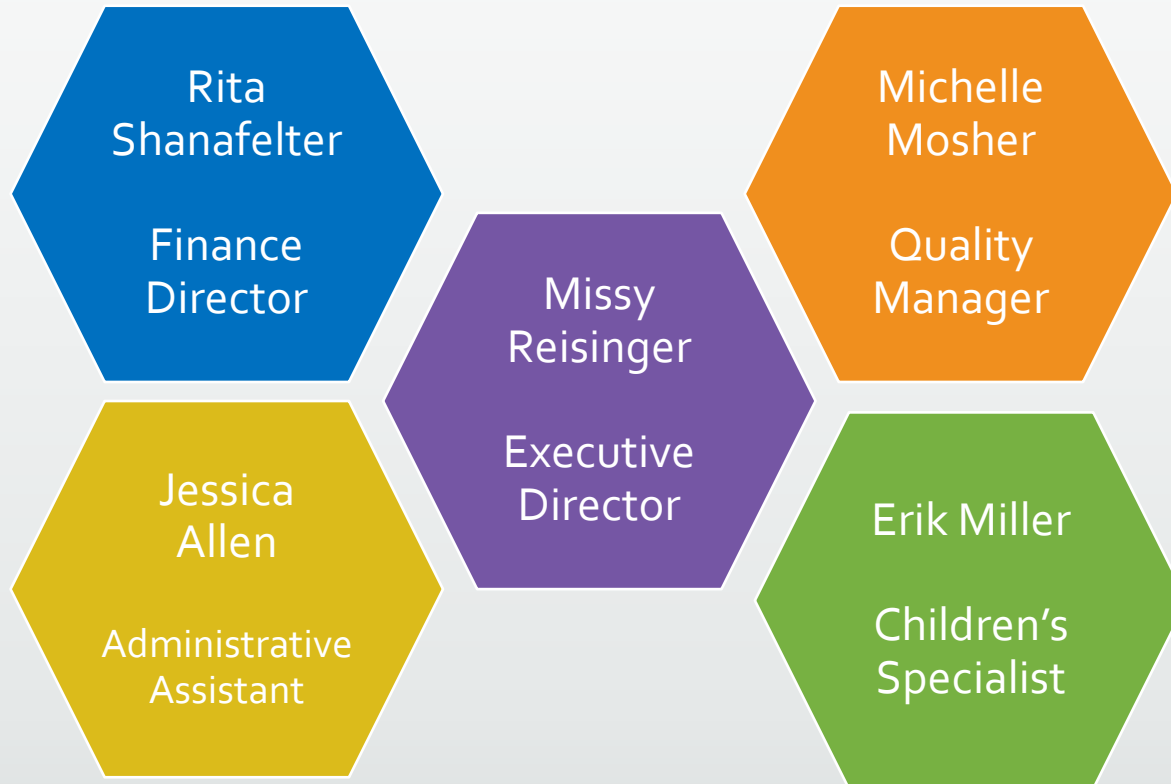 Rita
Shanafelter
Finance
Director
Michelle
Mosher
Quality
Manager
Missy
Reisinger
Executive
Director
Jessica
Allen
Administrative
Assistant
Erik Miller
Children’s
Specialist